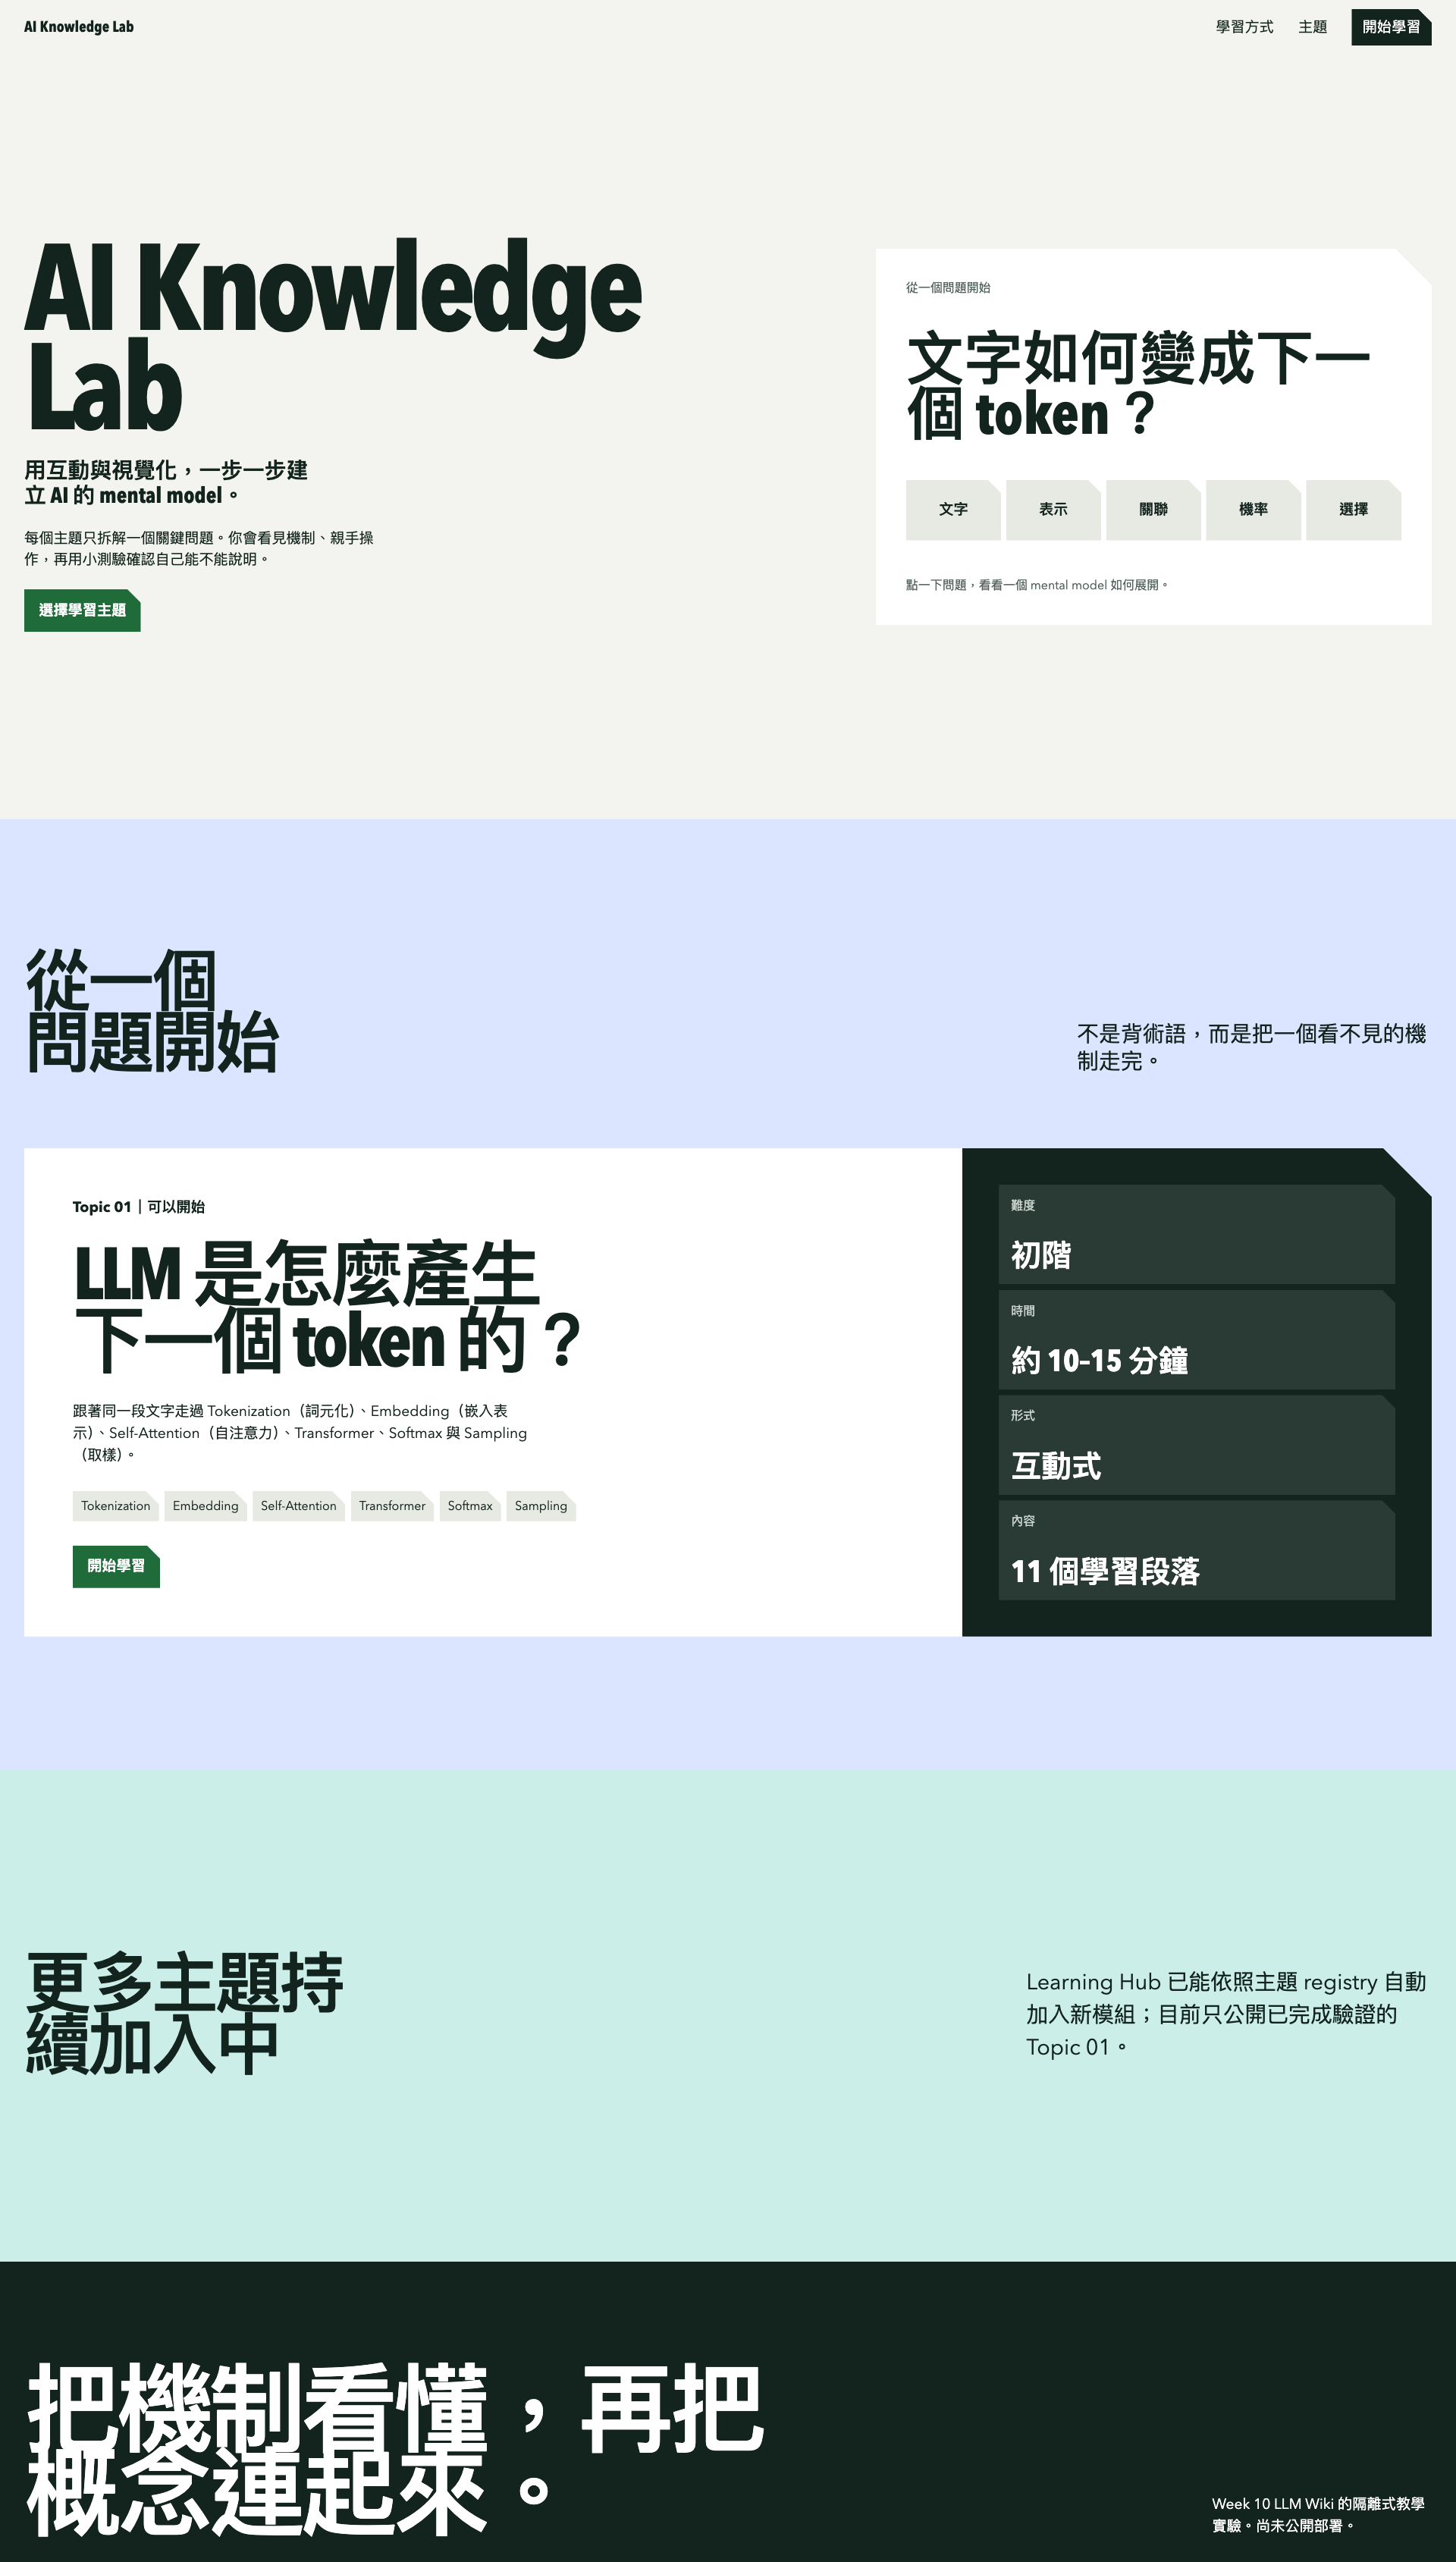 AI Knowledge Lab
學習方式
主題
開始學習
AI Knowledge
Lab
用互動與視覺化，一步一步建
立 AI 的 mental model。
每個主題只拆解一個關鍵問題。你會看見機制、親手操
作，再用小測驗確認自己能不能說明。
選擇學習主題
從一個問題開始
文字如何變成下一
個 token？
文字
表示
關聯
機率
選擇
點一下問題，看看一個 mental model 如何展開。
從一個
問題開始
不是背術語，而是把一個看不見的機
制走完。
Topic 01｜可以開始
LLM 是怎麼產生
下一個 token 的？
跟著同一段文字走過 Tokenization（詞元化）、Embedding（嵌入表
示）、Self-Attention（自注意力）、Transformer、Softmax 與 Sampling
（取樣）。
Tokenization
Embedding
Self-Attention
Transformer
Softmax
Sampling
開始學習
難度
初階
時間
約 10–15 分鐘
形式
互動式
內容
11 個學習段落
更多主題持
續加入中
Learning Hub 已能依照主題 registry 自動
加入新模組；目前只公開已完成驗證的
Topic 01。
把機制看懂，再把
概念運起來。
Week 10 LLM Wiki 的隔離式教學
實驗。尚未公開部署。